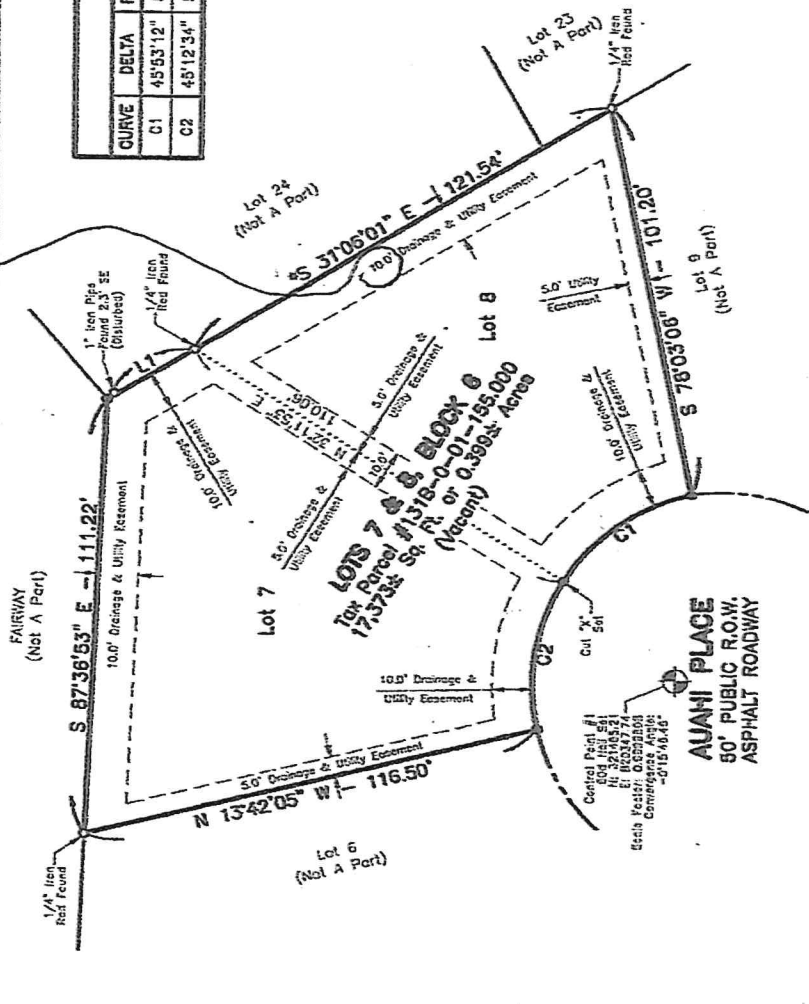 CURVE DELTA
C1 45°53'12"
C2 45°12'34"
Lot 23
(Not A Part)
1/4" Iron
Rod Found
Lot 24
(Not A Part)
1" Iron Pipe
Found 2.3' SE
(Disturbed)
1/4" Iron
Rod Found
L1
S 31°06'01" E - 121.54'
10.0' Drainage & Utility Easement
FAIRWAY
(Not A Part)
S 87°36'53" E - 111.22'
10.0' Drainage & Utility Easement
10.0' Drainage &
Utility Easement
N 32°11'53" E
110.06'
10.0'
5.0' Drainage &
Utility Easement
5.0' Drainage &
Utility Easement
Lot 8
Lot 7
LOTS 7 & 8, BLOCK 6
Tax Parcel #131B-0-01-155.000
17,373± Sq. Ft. or 0.399± Acres
(Vacant)
5.0' Utility
Easement
S 78°03'06" W - 101.20'
Lot 9
(Not A Part)
10.0' Drainage &
Utility Easement
C1
C2
Cut "X"
Set
10.0' Drainage &
Utility Easement
5.0' Drainage & Utility Easement
N 13°42'05" W - 116.50'
Lot 6
(Not A Part)
1/4" Iron
Rod Found
Control Point #1
60d Nail Set
Convergence Angle:
AUAHI PLACE
50' PUBLIC R.O.W.
ASPHALT ROADWAY